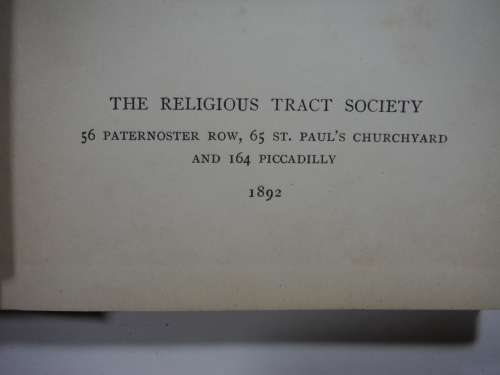 THE RELIGIOUS TRACT SOCIETY
56 PATERNOSTER ROW, 65 ST. PAUL'S CHURCHYARD
AND 164 PICCADILLY
1892